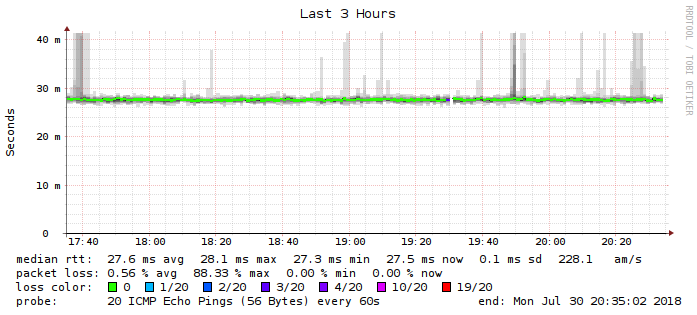 Last 3 Hours
RRDTOOL / TOBI OETIKER
Seconds
40 m
30 m
20 m
10 m
0
17:40 18:00 18:20 18:40 19:00 19:20 19:40 20:00 20:20
median rtt: 27.6 ms avg 28.1 ms max 27.3 ms min 27.5 ms now 0.1 ms sd 228.1 am/s
packet loss: 0.56 % avg 88.33 % max 0.00 % min 0.00 % now
loss color: 0 1/20 2/20 3/20 4/20 10/20 19/20
probe: 20 ICMP Echo Pings (56 Bytes) every 60s end: Mon Jul 30 20:35:02 2018